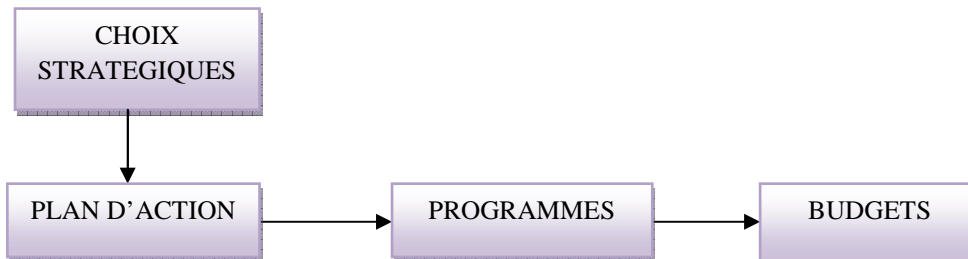 CHOIX
STRATEGIQUES
PLAN D’ACTION
PROGRAMMES
BUDGETS